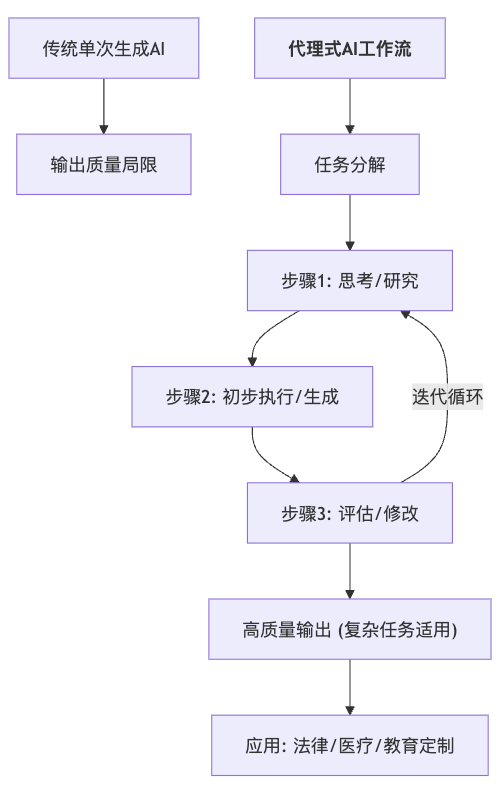 传统单次生成AI
代理式AI工作流
输出质量局限
任务分解
步骤1: 思考/研究
步骤2: 初步执行/生成
迭代循环
步骤3: 评估/修改
高质量输出 (复杂任务适用)
应用: 法律/医疗/教育定制